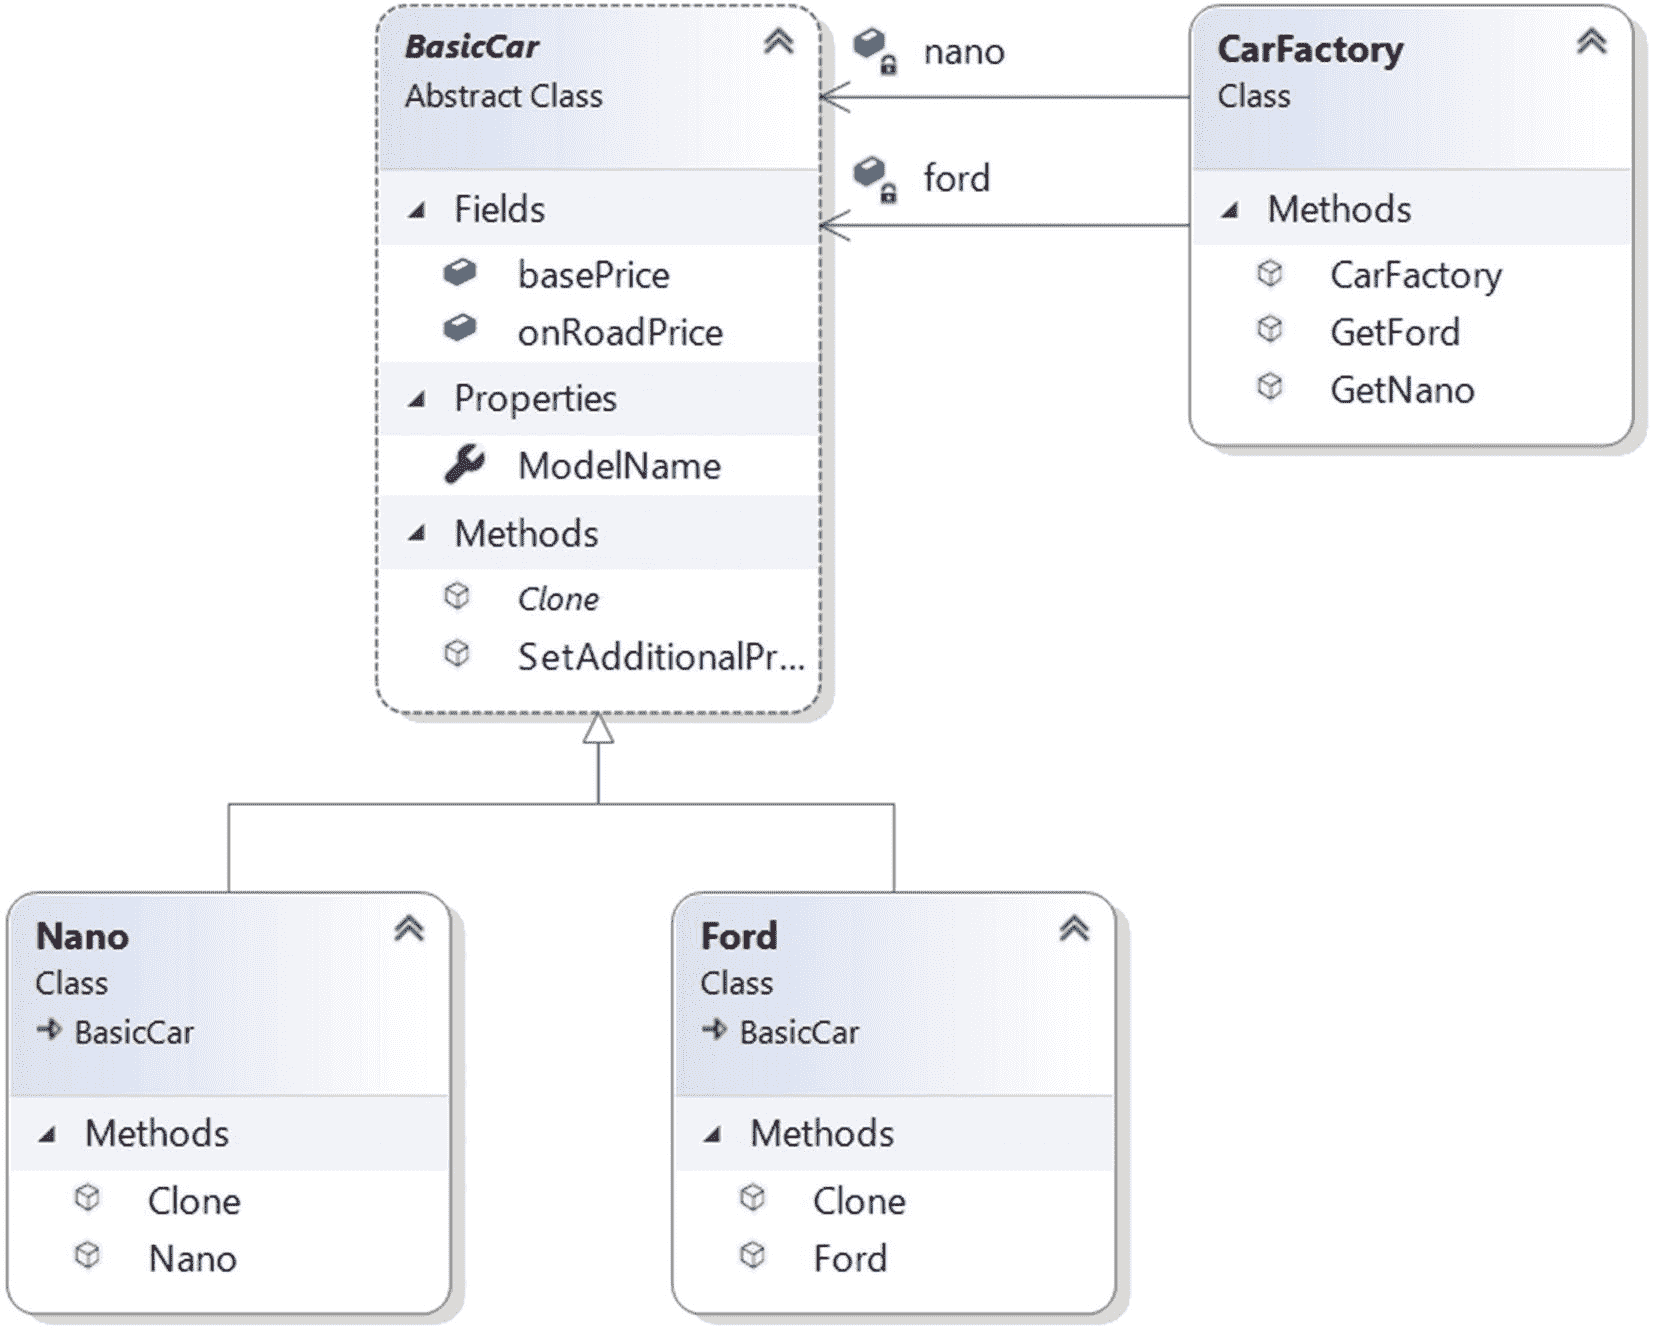 BasicCar
Abstract Class
Fields
basePrice
onRoadPrice
Properties
ModelName
Methods
Clone
SetAdditionalPr...
nano
ford
CarFactory
Class
Methods
CarFactory
GetFord
GetNano
Nano
Class
BasicCar
Methods
Clone
Nano
Ford
Class
BasicCar
Methods
Clone
Ford